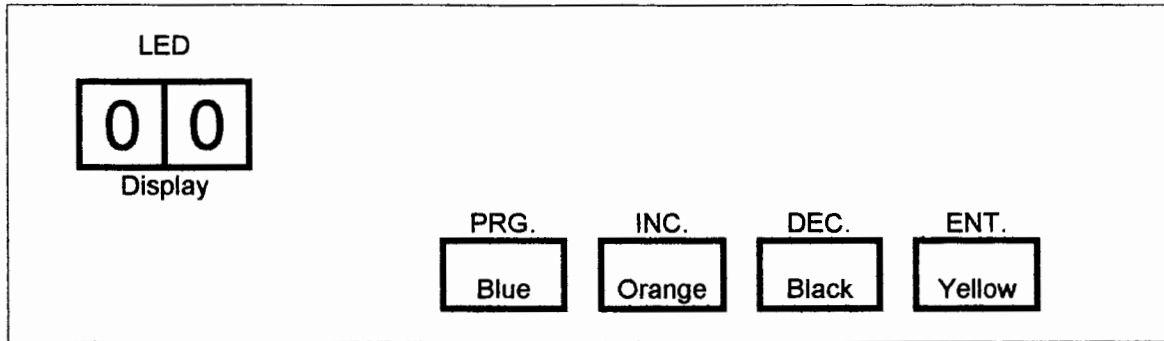 LED
0 0
Display
PRG. INC. DEC. ENT.
Blue Orange Black Yellow